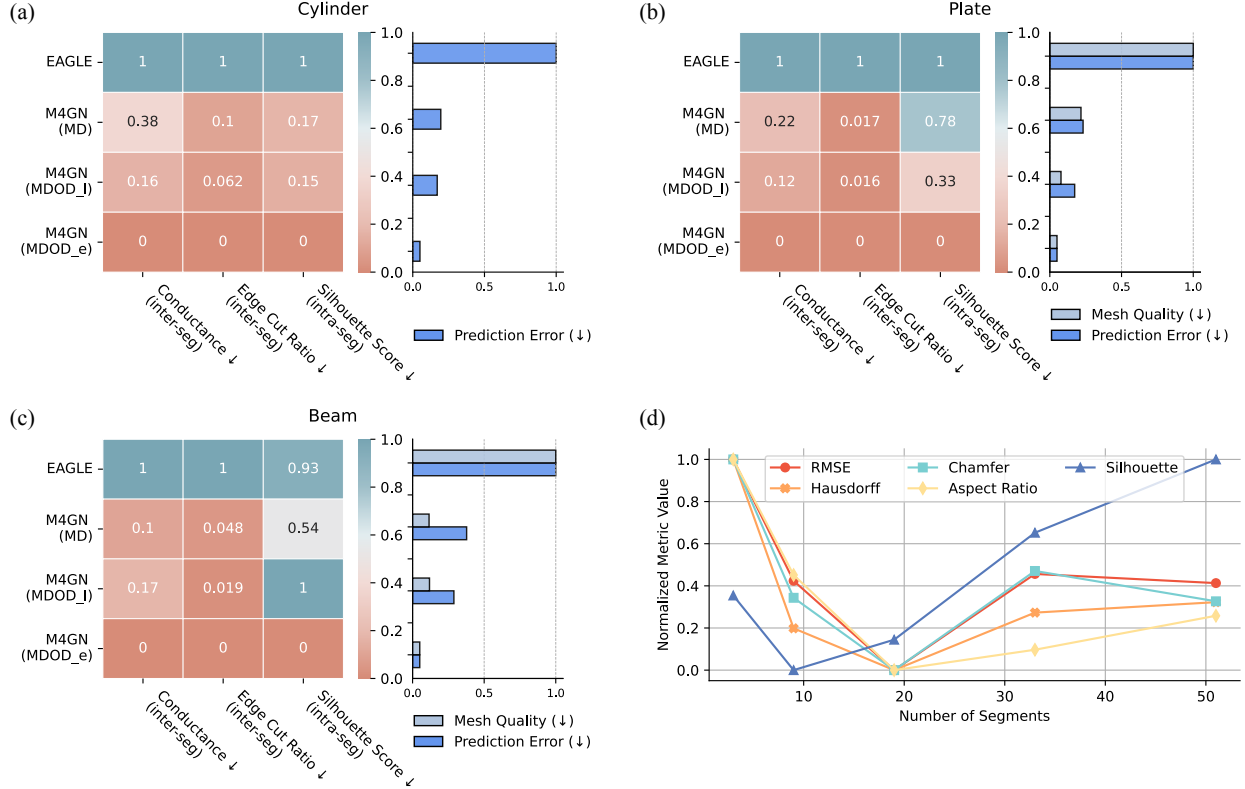 (a)
Cylinder
EAGLE
1 1 1
M4GN
(MD)
0.38 0.1 0.17
M4GN
(MDOD_l)
0.16 0.062 0.15
M4GN
(MDOD_e)
0 0 0
Conductance ↓
(inter-seg)
Edge Cut Ratio ↓
(inter-seg)
Silhouette Score ↓
(intra-seg)
1.0
0.8
0.6
0.4
0.2
0.0
0.0 0.5 1.0
Prediction Error (↓)
(b)
Plate
EAGLE
1 1 1
M4GN
(MD)
0.22 0.017 0.78
M4GN
(MDOD_l)
0.12 0.016 0.33
M4GN
(MDOD_e)
0 0 0
Conductance ↓
(inter-seg)
Edge Cut Ratio ↓
(inter-seg)
Silhouette Score ↓
(intra-seg)
1.0
0.8
0.6
0.4
0.2
0.0
0.0 0.5 1.0
Mesh Quality (↓)
Prediction Error (↓)
(c)
Beam
EAGLE
1 1 0.93
M4GN
(MD)
0.1 0.048 0.54
M4GN
(MDOD_l)
0.17 0.019 1
M4GN
(MDOD_e)
0 0 0
Conductance ↓
(inter-seg)
Edge Cut Ratio ↓
(inter-seg)
Silhouette Score ↓
(intra-seg)
1.0
0.8
0.6
0.4
0.2
0.0
0.0 0.5 1.0
Mesh Quality (↓)
Prediction Error (↓)
(d)
Normalized Metric Value
1.0
0.8
0.6
0.4
0.2
0.0
RMSE Chamfer Silhouette
Hausdorff Aspect Ratio
10 20 30 40 50
Number of Segments